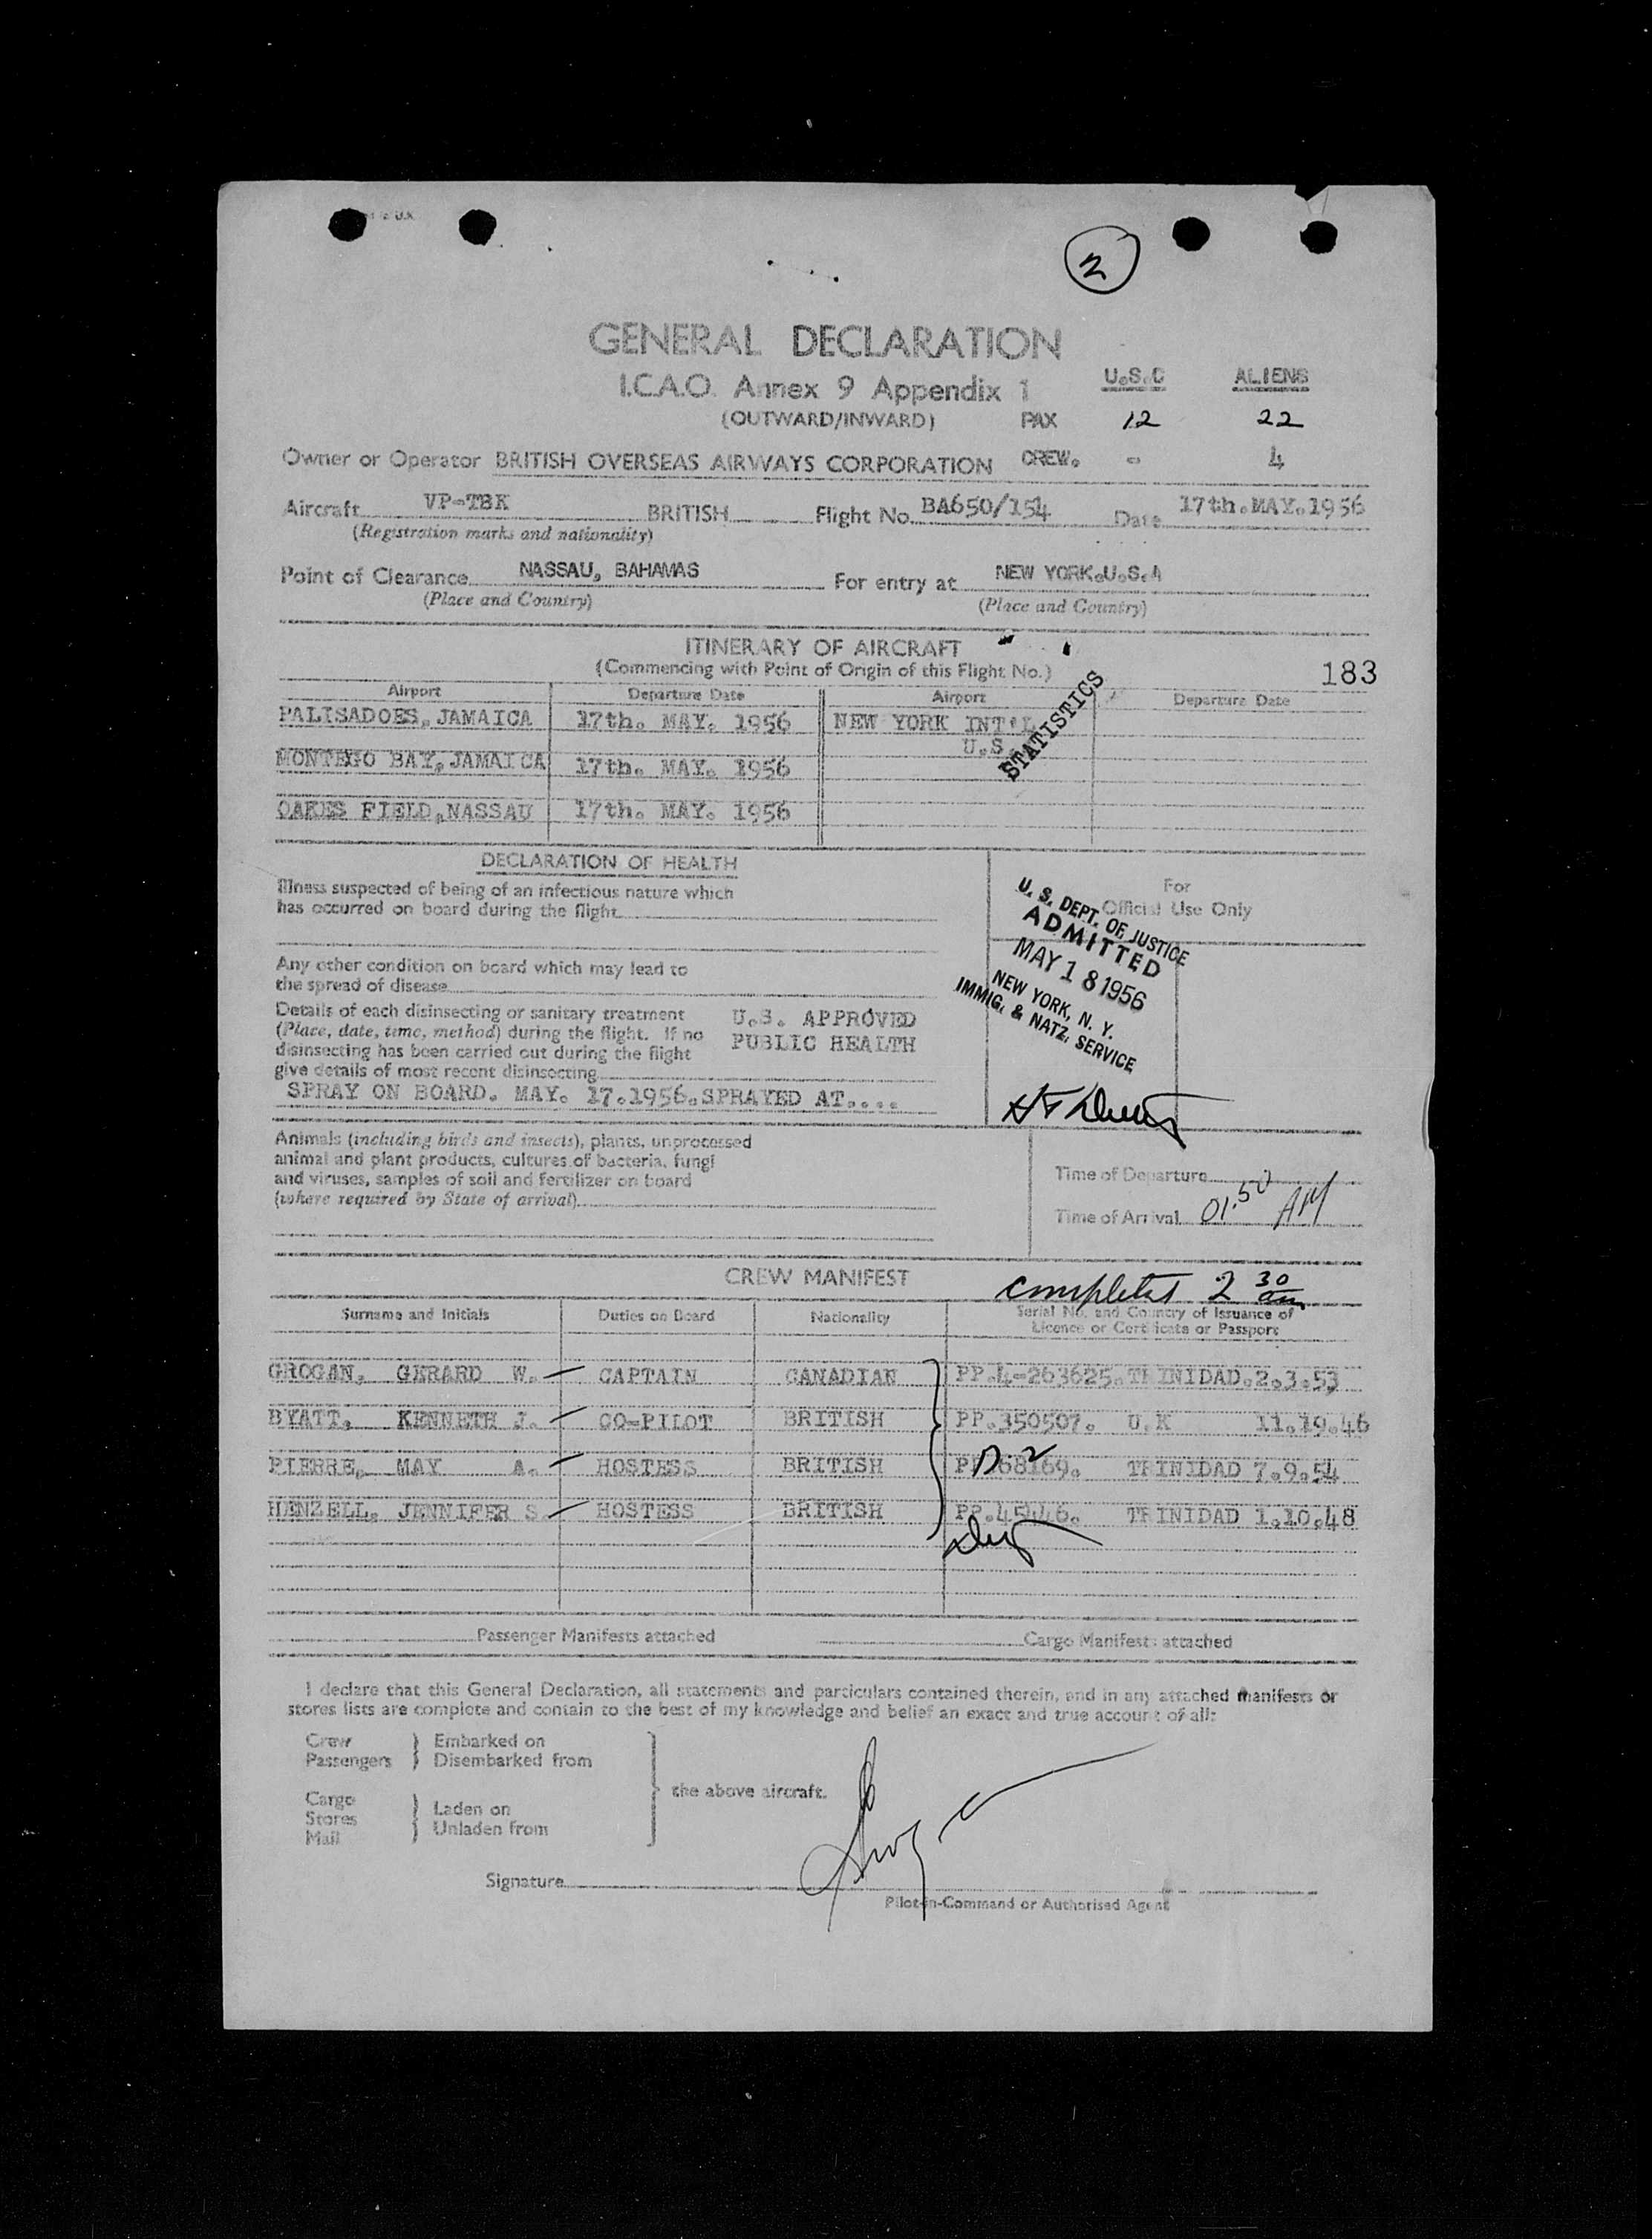 U.K.
2
GENERAL DECLARATION
I.C.A.O. Annex 9 Appendix 1
U.S.C ALIENS
(OUTWARD/INWARD) PAX 12 22
Owner or Operator BRITISH OVERSEAS AIRWAYS CORPORATION CREW. - 4
Aircraft VP-TBK BRITISH Flight No. BA650/154 Date 17th.MAY.1956
(Registration marks and nationality)
Point of Clearance NASSAU, BAHAMAS For entry at NEW YORK.U.S.A
(Place and Country) (Place and Country)
ITINERARY OF AIRCRAFT
(Commencing with Point of Origin of this Flight No.) 183
Airport Departure Date Airport Departure Date
PALISADOES, JAMAICA 17th. MAY. 1956 NEW YORK INT'L
U.S.
STATISTICS
MONTEGO BAY, JAMAICA 17th. MAY. 1956
OAKES FIELD, NASSAU 17th. MAY. 1956
DECLARATION OF HEALTH
Illness suspected of being of an infectious nature which
has occurred on board during the flight
For
Official Use Only
U. S. DEPT. OF JUSTICE
ADMITTED
MAY 18 1956
NEW YORK, N. Y.
IMMIG. & NATZ. SERVICE
Any other condition on board which may lead to
the spread of disease
Details of each disinsecting or sanitary treatment U.S. APPROVED
(Place, date, time, method) during the flight. If no PUBLIC HEALTH
disinsecting has been carried out during the flight
give details of most recent disinsecting
SPRAY ON BOARD. MAY. 17.1956.SPRAYED AT....
Animals (including birds and insects), plants, unprocessed
animal and plant products, cultures of bacteria, fungi
and viruses, samples of soil and fertilizer on board
(where required by State of arrival)
Time of Departure
Time of Arrival 01.50 AM
CREW MANIFEST
completed 2 30 am
Surname and Initials Duties on Board Nationality Serial No. and Country of Issuance of
Licence or Certificate or Passport
GROGAN, GERARD W. CAPTAIN CANADIAN PP.4-263625.TRINIDAD.2.3.53
BYATT, KENNETH J. CO-PILOT BRITISH PP.350507. U.K 11.19.46
PIERRE, MAY A. HOSTESS BRITISH PP.68169. TRINIDAD 7.9.54
D-2
HENZELL, JENNIFER S. HOSTESS BRITISH PP.45446. TRINIDAD 1.10.48
Passenger Manifests attached Cargo Manifests attached
I declare that this General Declaration, all statements and particulars contained therein, and in any attached manifests or
stores lists are complete and contain to the best of my knowledge and belief an exact and true account of all:
Crew Embarked on
Passengers Disembarked from
the above aircraft.
Cargo
Stores Laden on
Mail Unladen from
Signature
Pilot-in-Command or Authorised Agent